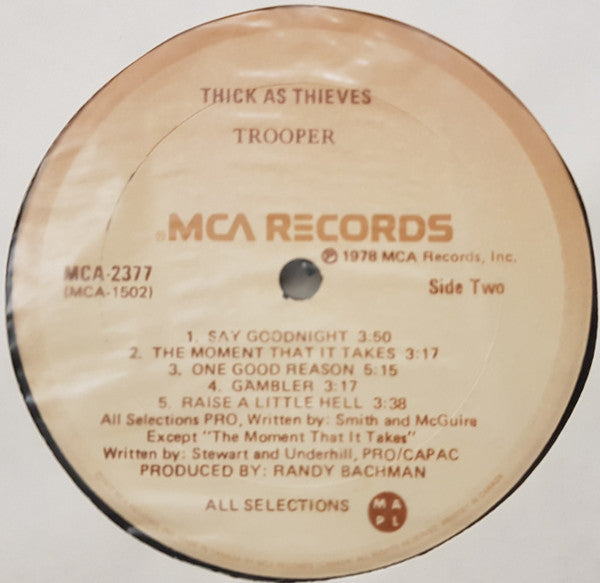 THICK AS THIEVES
TROOPER
®MCA RECORDS
℗ 1978 MCA Records, Inc.
MCA-2377
(MCA-1502)
Side Two
1. SAY GOODNIGHT 3:50
2. THE MOMENT THAT IT TAKES 3:17
3. ONE GOOD REASON 5:15
4. GAMBLER 3:17
5. RAISE A LITTLE HELL 3:38
All Selections PRO, Written by: Smith and McGuire
Except "The Moment That It Takes"
Written by: Stewart and Underhill, PRO/CAPAC
PRODUCED BY: RANDY BACHMAN
ALL SELECTIONS
M A
P L